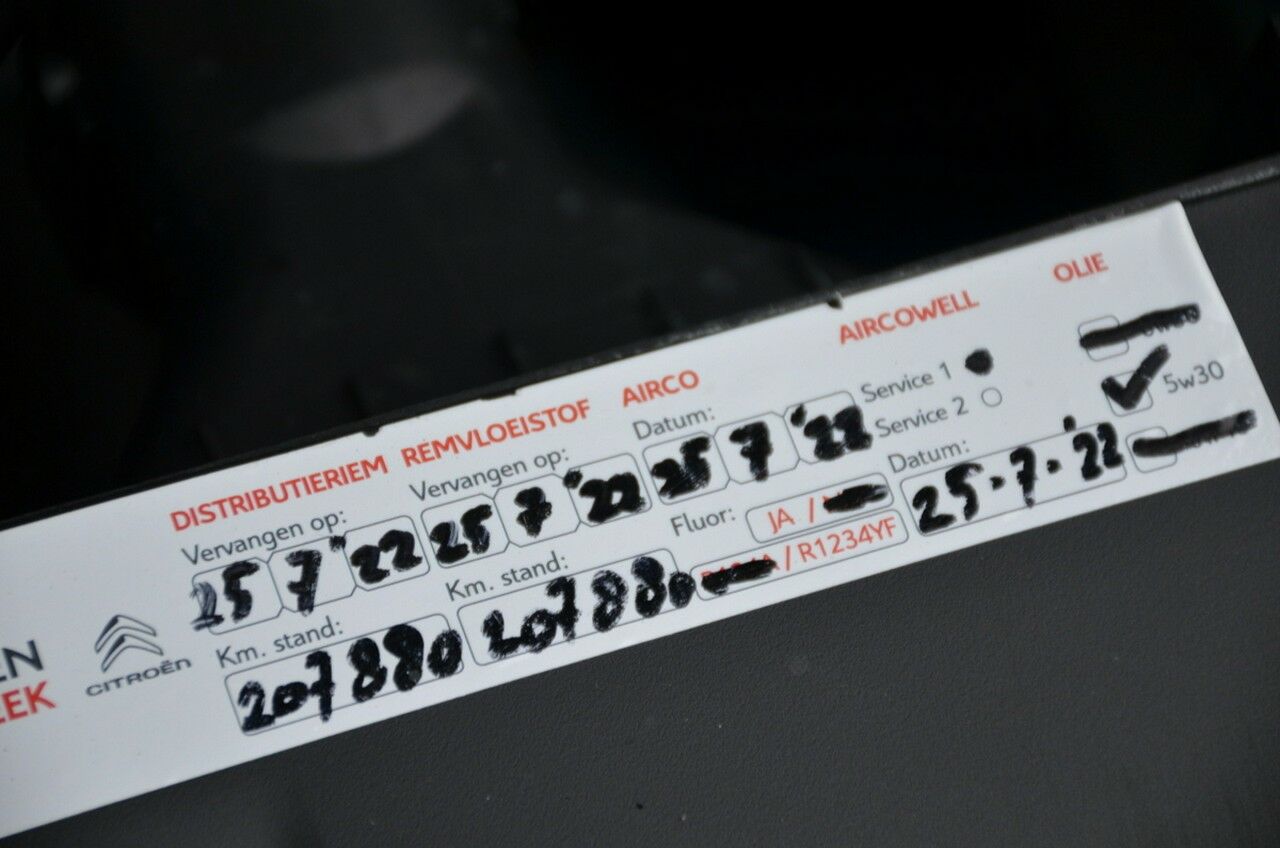 DISTRIBUTIERIEM
Vervangen op:
25 7 '22
Km. stand:
207880
REMVLOEISTOF
Vervangen op:
25 7 '22
Km. stand:
207880
AIRCO
Datum:
25 7 '22
Fluor: JA /
/ R1234YF
AIRCOWELL
Service 1
Service 2
Datum:
25.7.'22
OLIE
5w30
CITROËN